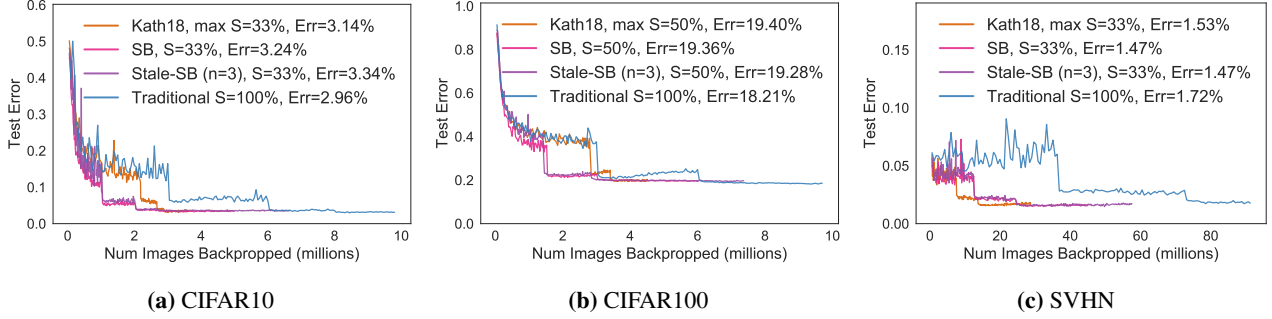 0.6
0.5
0.4
0.3
0.2
0.1
0.0
Test Error
Kath18, max S=33%, Err=3.14%
SB, S=33%, Err=3.24%
Stale-SB (n=3), S=33%, Err=3.34%
Traditional S=100%, Err=2.96%
0 2 4 6 8 10
Num Images Backpropped (millions)
(a) CIFAR10
1.0
0.8
0.6
0.4
0.2
0.0
Test Error
Kath18, max S=50%, Err=19.40%
SB, S=50%, Err=19.36%
Stale-SB (n=3), S=50%, Err=19.28%
Traditional S=100%, Err=18.21%
0 2 4 6 8 10
Num Images Backpropped (millions)
(b) CIFAR100
0.15
0.10
0.05
0.00
Test Error
Kath18, max S=33%, Err=1.53%
SB, S=33%, Err=1.47%
Stale-SB (n=3), S=33%, Err=1.47%
Traditional S=100%, Err=1.72%
0 20 40 60 80
Num Images Backpropped (millions)
(c) SVHN